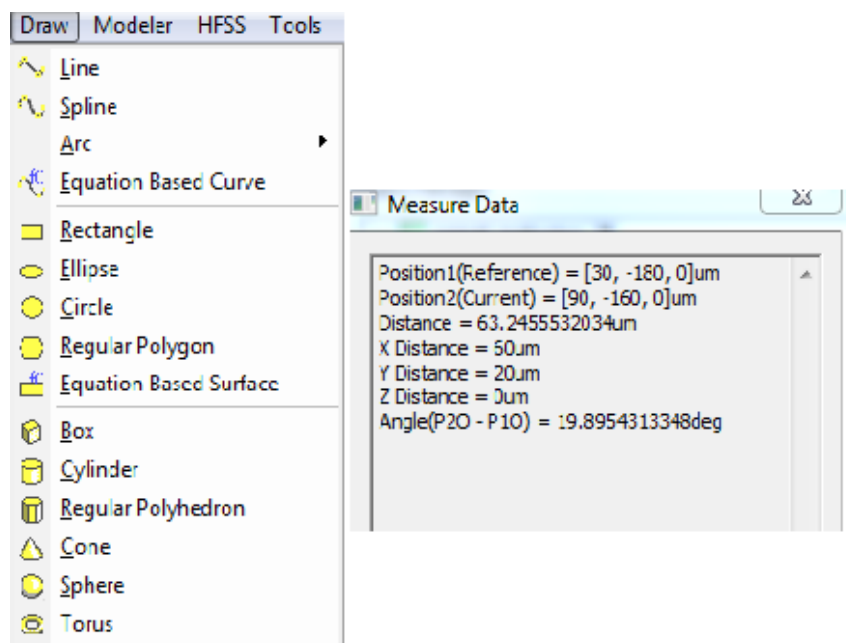 Draw Modeler HFSS Tools
Line
Spline
Arc
Equation Based Curve
Rectangle
Ellipse
Circle
Regular Polygon
Equation Based Surface
Box
Cylinder
Regular Polyhedron
Cone
Sphere
Torus
Measure Data
Position1(Reference) = [30, -180, 0]um
Position2(Current) = [90, -160, 0]um
Distance = 63.2455532034um
X Distance = 60um
Y Distance = 20um
Z Distance = 0um
Angle(P2O - P1O) = 19.8954313348deg